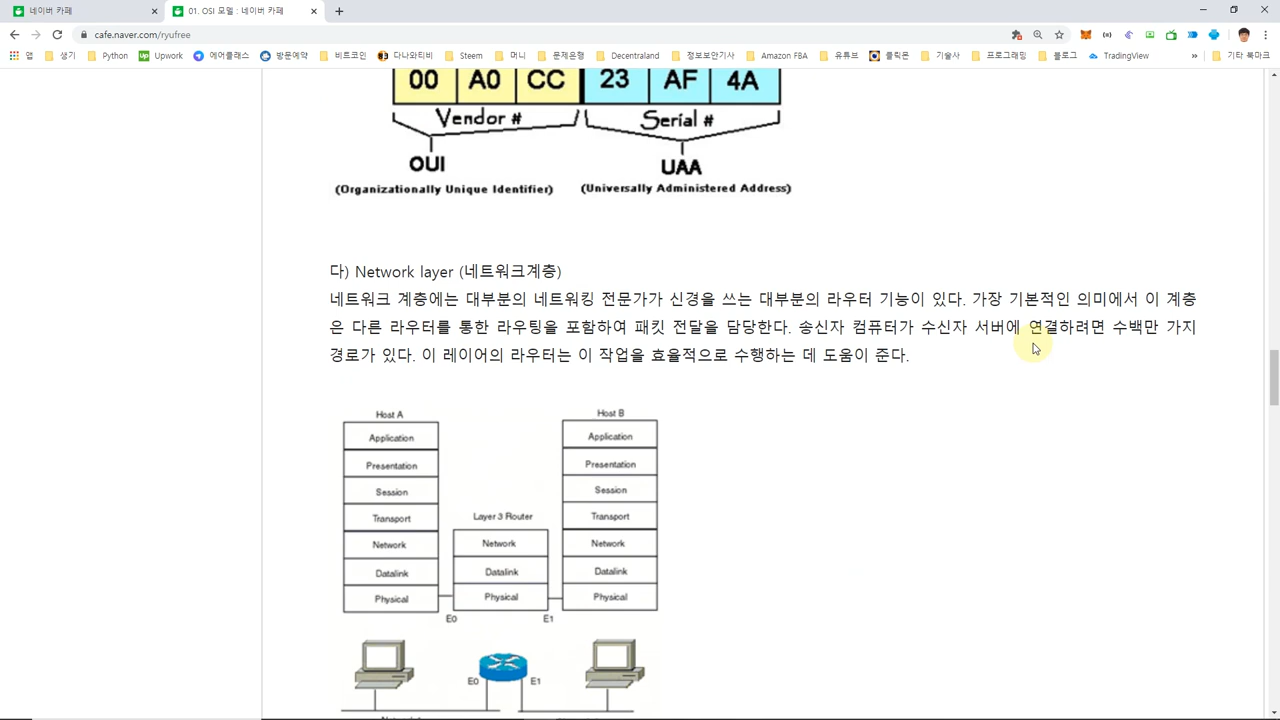 네이버 카페
01. OSI 모델 : 네이버 카페
cafe.naver.com/ryufree
앱
생기
Python
Upwork
에어클래스
방문예약
비트코인
다나와티비
Steem
머니
문제은행
Decentraland
정보보안기사
Amazon FBA
유튜브
클릭몬
기술사
프로그래밍
블로그
TradingView
»
기타 북마크
00 A0 CC 23 AF 4A
Vendor # Serial #
OUI UAA
(Organizationally Unique Identifier) (Universally Administered Address)
다) Network layer (네트워크계층)
네트워크 계층에는 대부분의 네트워킹 전문가가 신경을 쓰는 대부분의 라우터 기능이 있다. 가장 기본적인 의미에서 이 계층
은 다른 라우터를 통한 라우팅을 포함하여 패킷 전달을 담당한다. 송신자 컴퓨터가 수신자 서버에 연결하려면 수백만 가지
경로가 있다. 이 레이어의 라우터는 이 작업을 효율적으로 수행하는 데 도움이 준다.
Host A
Application
Presentation
Session
Transport
Network
Datalink
Physical
Layer 3 Router
Network
Datalink
Physical
E0 E1
Host B
Application
Presentation
Session
Transport
Network
Datalink
Physical
E0 E1